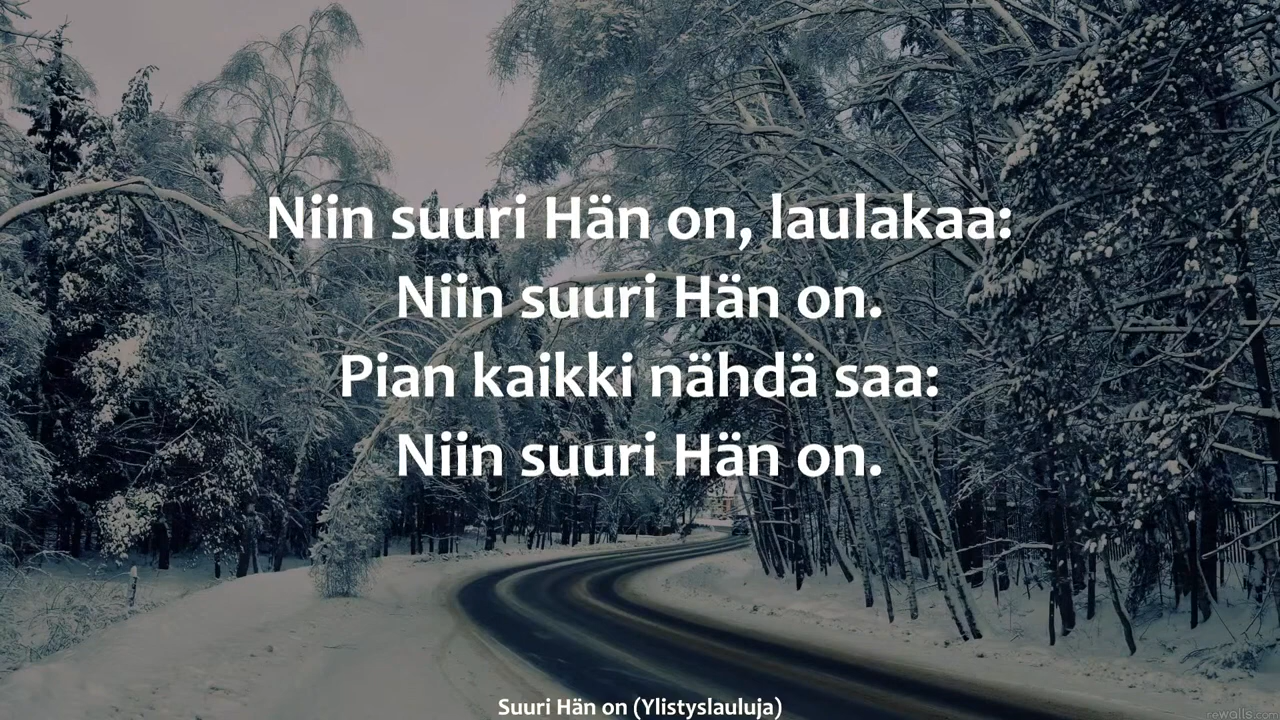 Niin suuri Hän on, laulakaa:
Niin suuri Hän on.
Pian kaikki nähdä saa:
Niin suuri Hän on.
Suuri Hän on (Ylistyslauluja)
rewalls.com